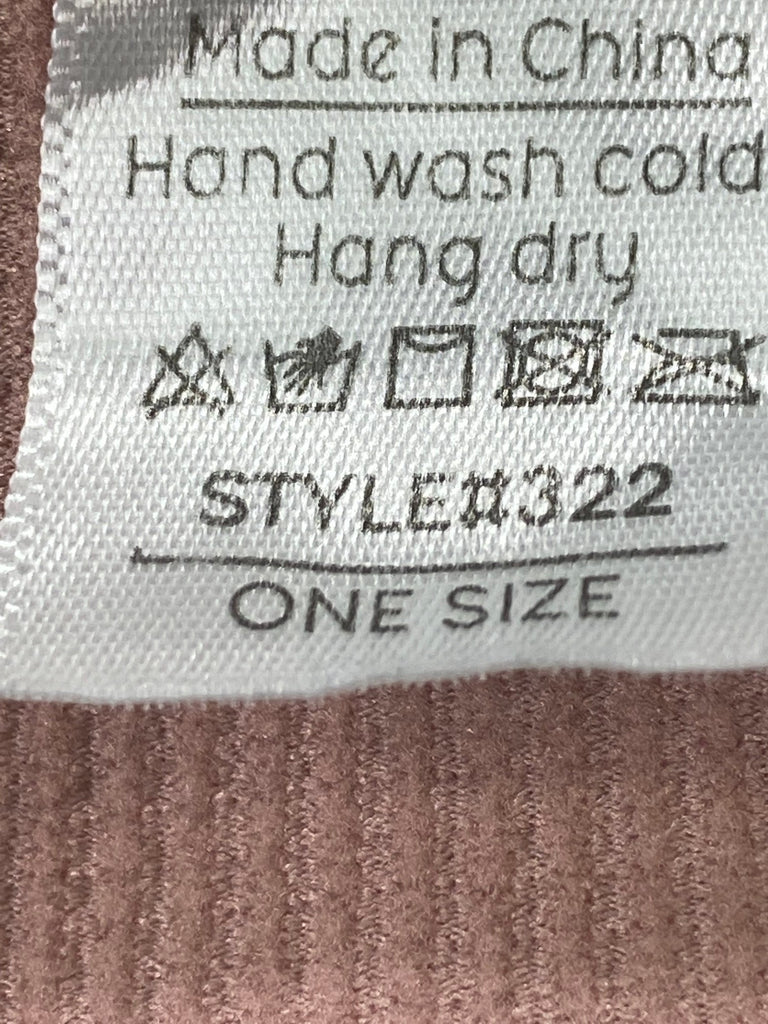 Made in China
Hand wash cold
Hang dry
STYLE#322
ONE SIZE